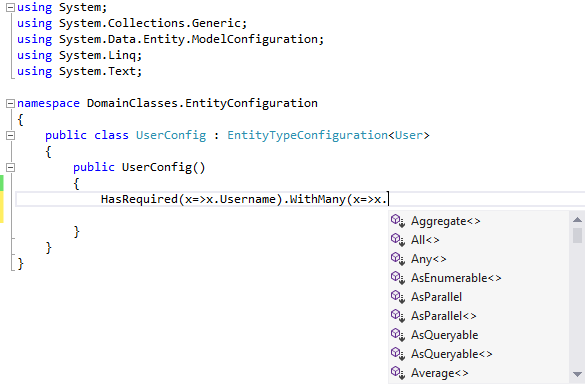 using System;
using System.Collections.Generic;
using System.Data.Entity.ModelConfiguration;
using System.Linq;
using System.Text;
namespace DomainClasses.EntityConfiguration
{
public class UserConfig : EntityTypeConfiguration<User>
{
public UserConfig()
{
HasRequired(x=>x.Username).WithMany(x=>x.
Aggregate<>
All<>
Any<>
AsEnumerable<>
AsParallel
AsParallel<>
AsQueryable
AsQueryable<>
Average<>
}
}
}